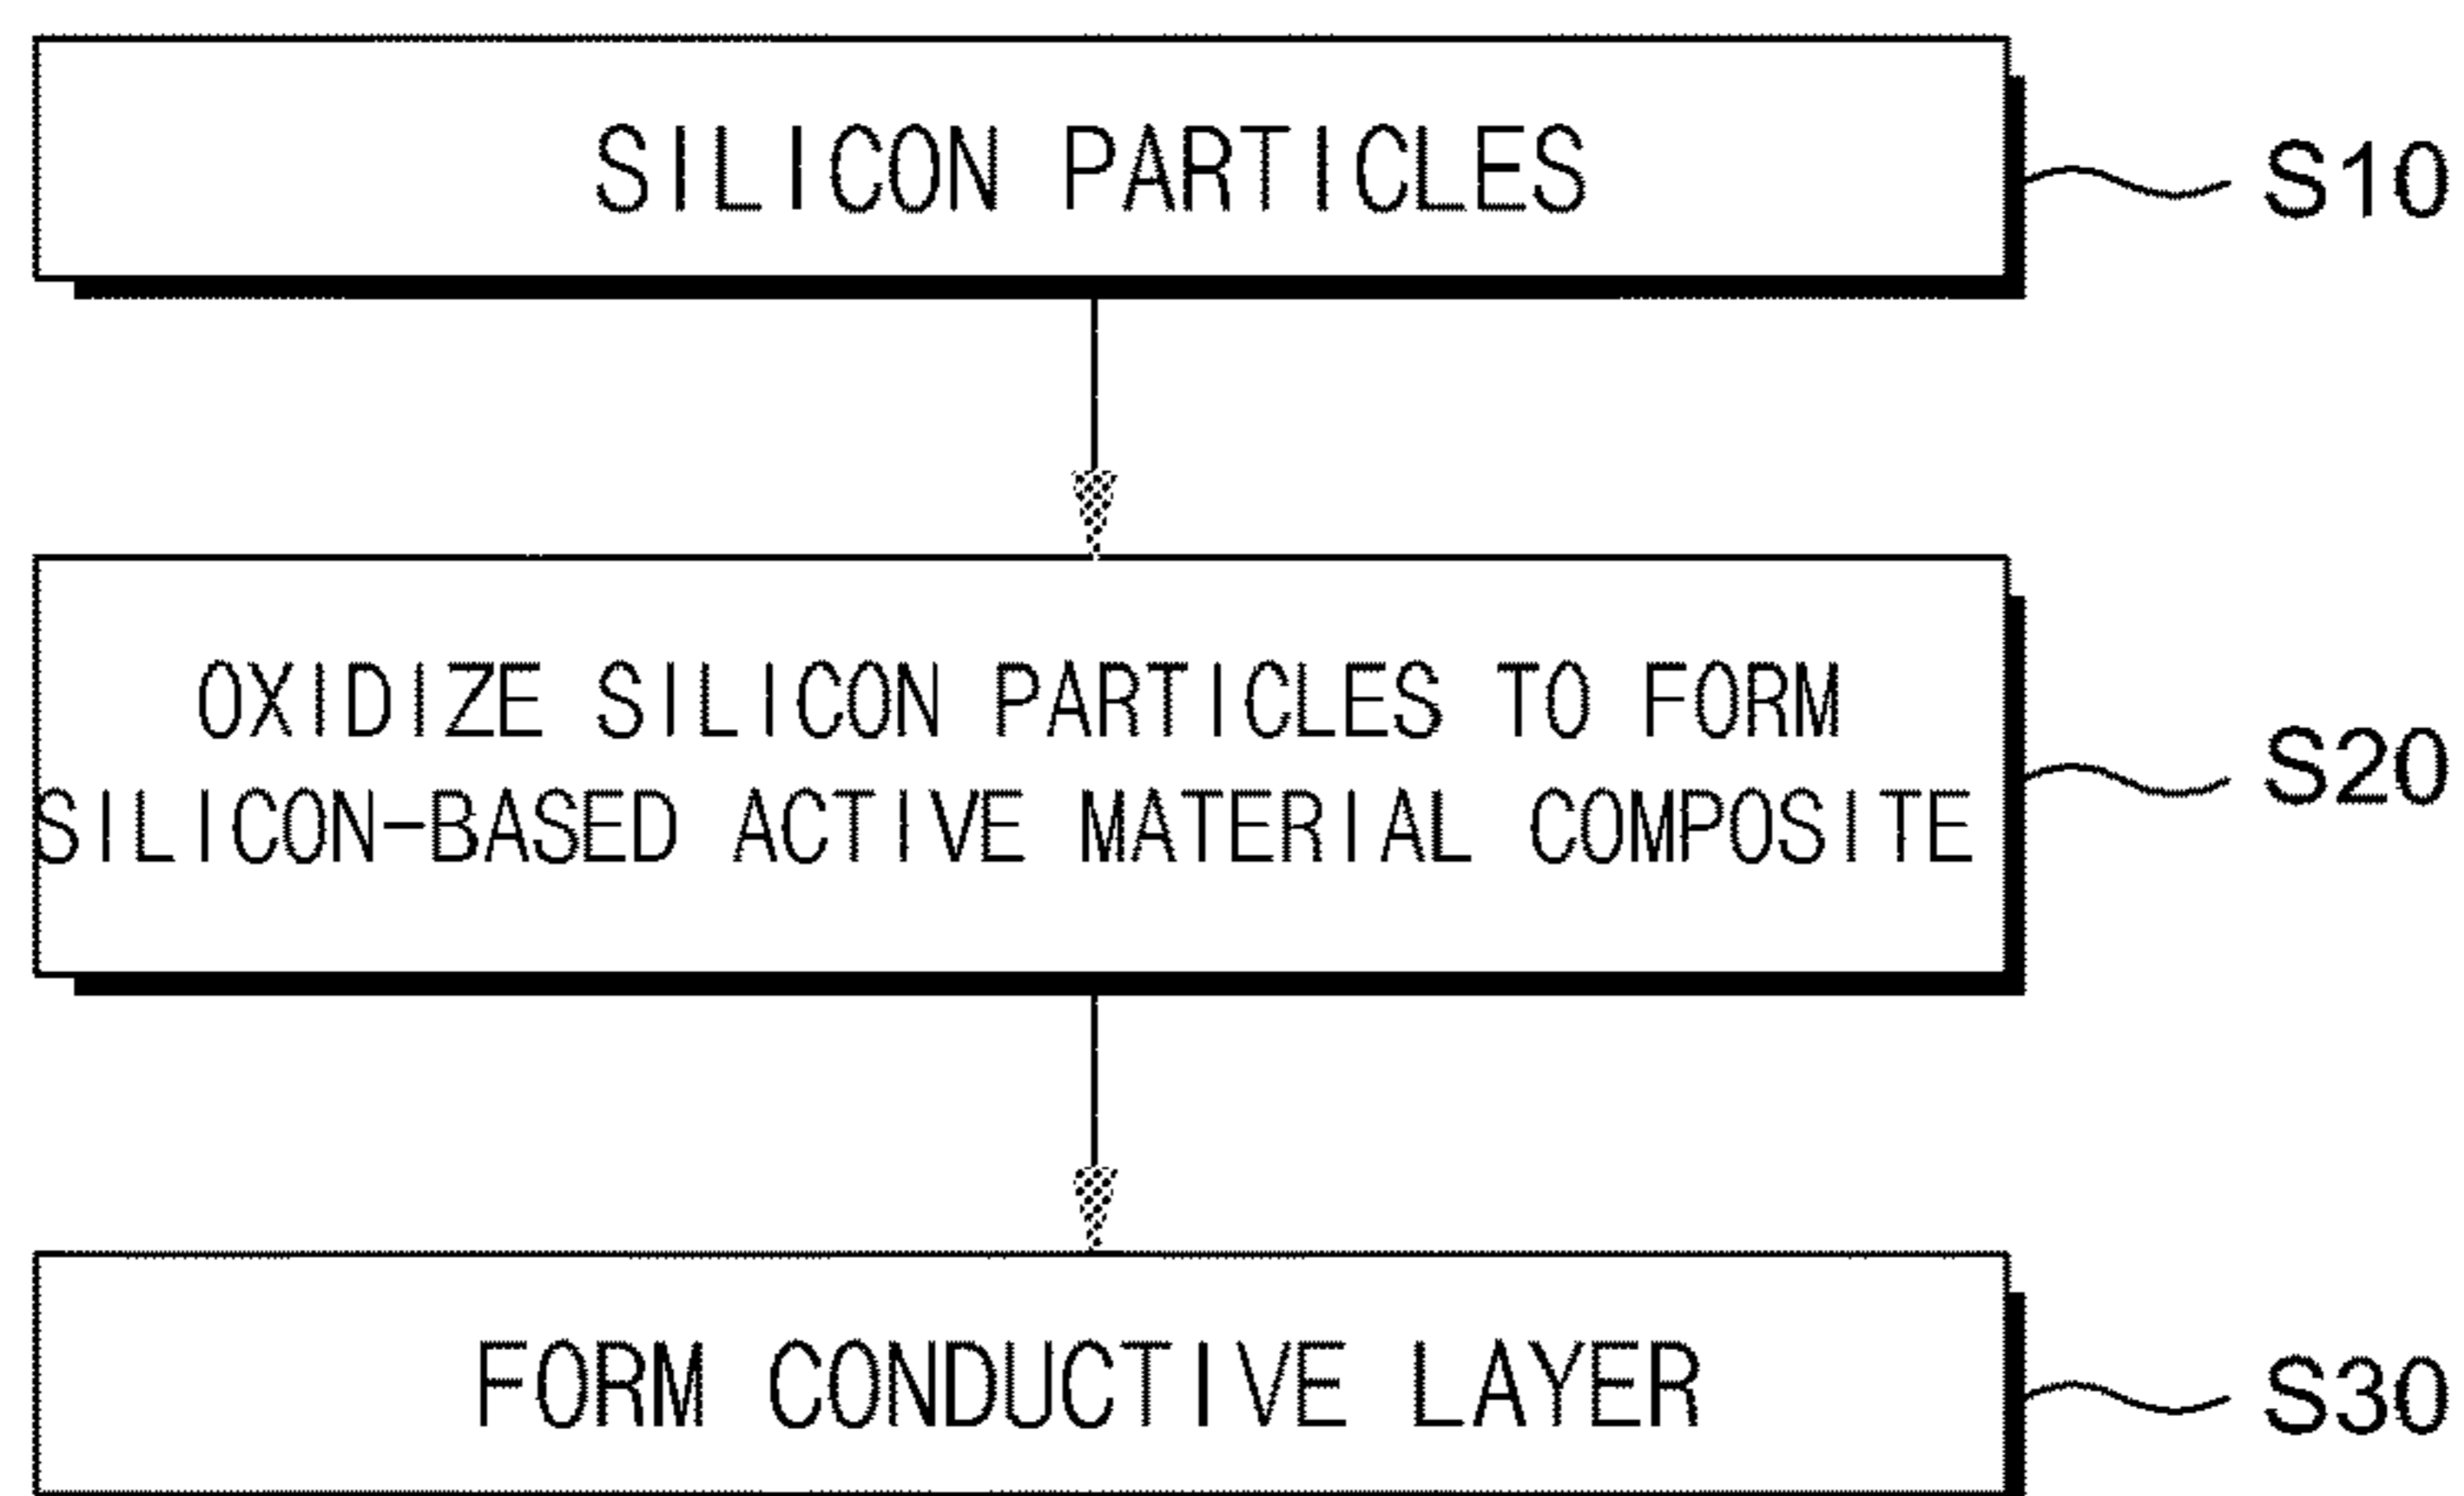 SILICON PARTICLES
S10
OXIDIZE SILICON PARTICLES TO FORM
SILICON-BASED ACTIVE MATERIAL COMPOSITE
S20
FORM CONDUCTIVE LAYER
S30